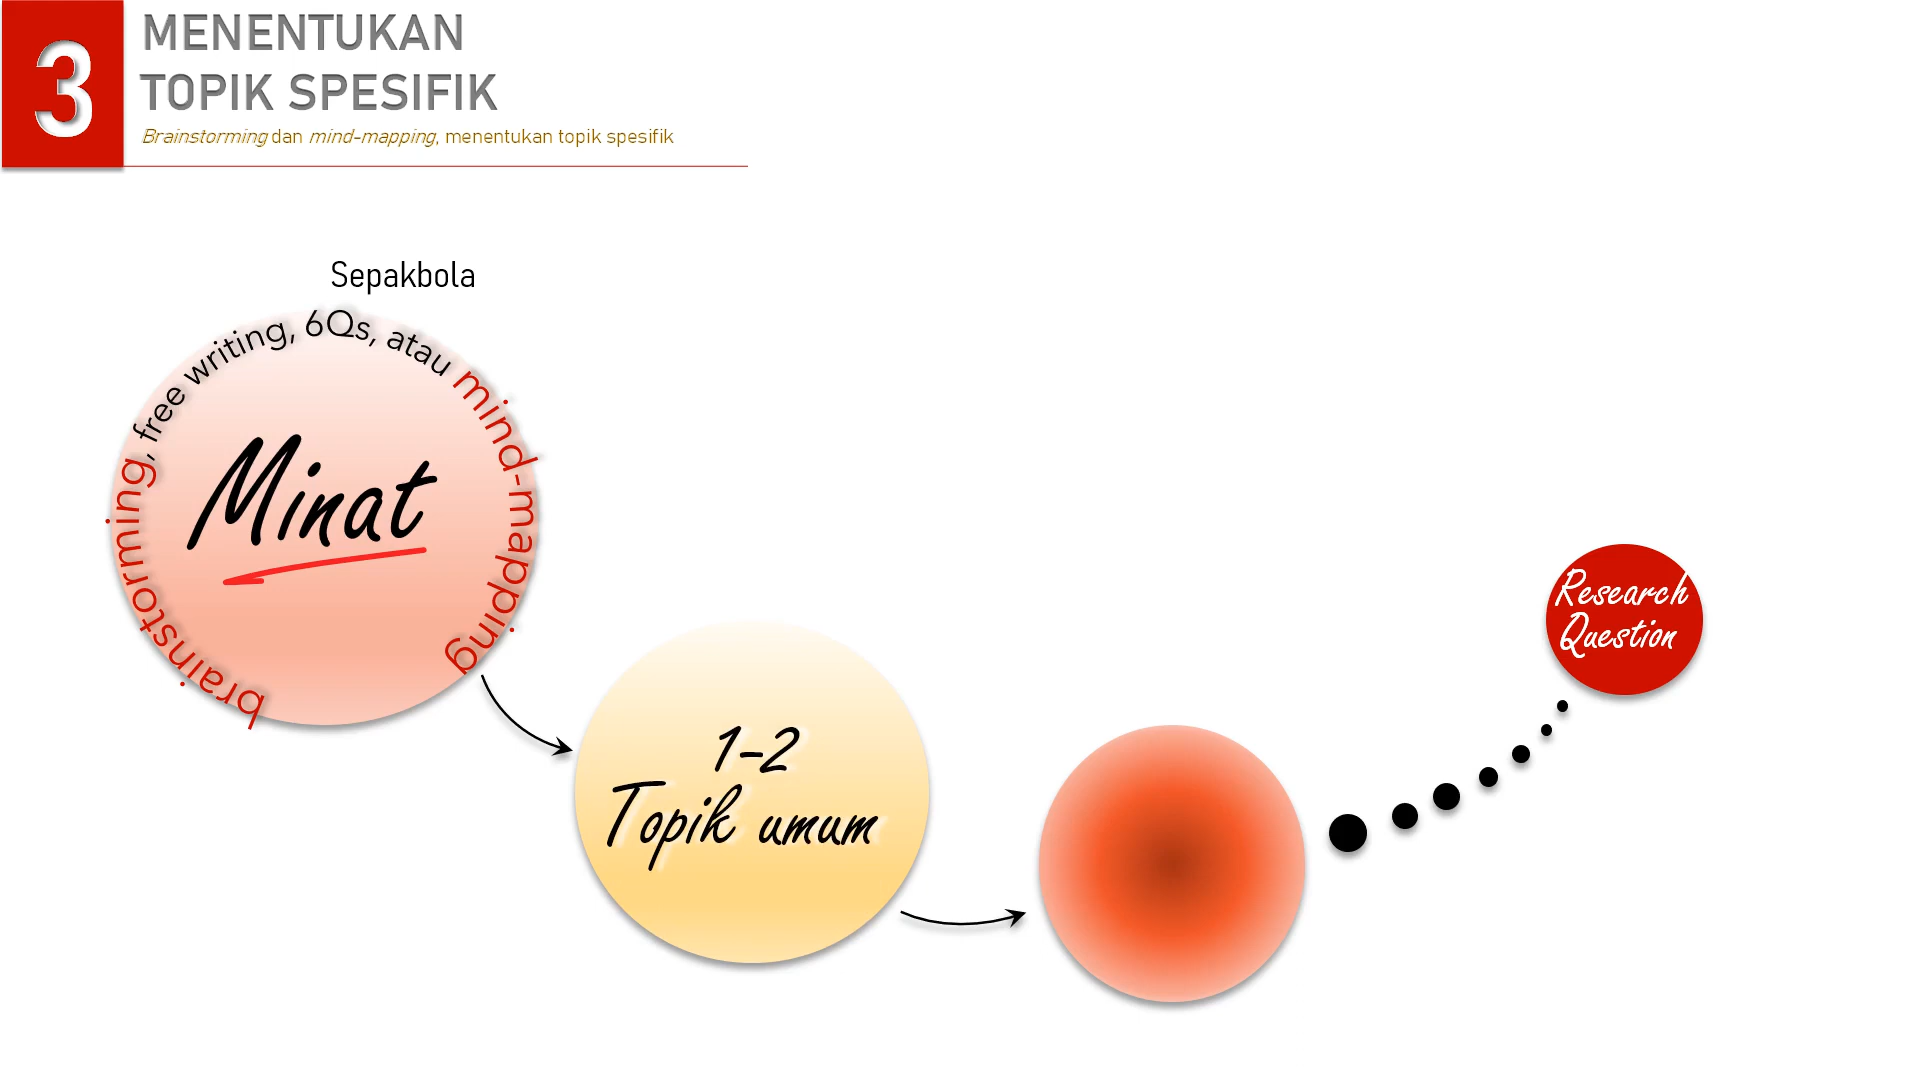 3
MENENTUKAN
TOPIK SPESIFIK
Brainstorming dan mind-mapping, menentukan topik spesifik
Sepakbola
brainstorming, free writing, 6Qs, atau mind-mapping
Minat
1-2
Topik umum
Research
Question